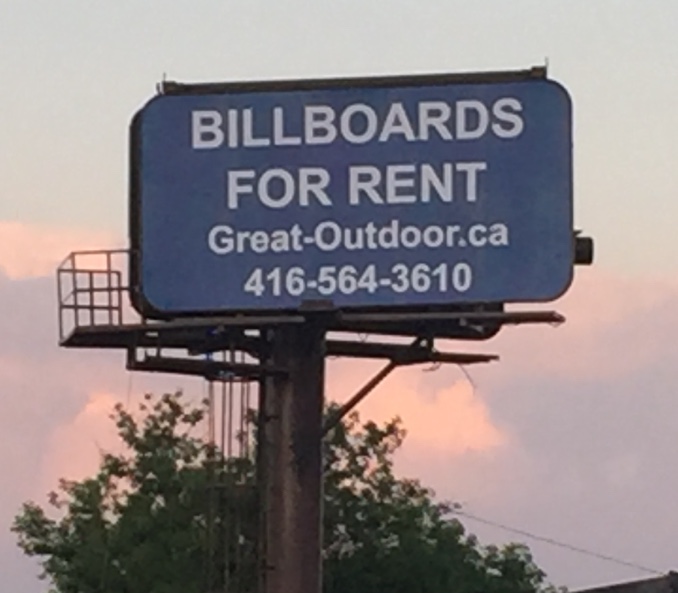 BILLBOARDS
FOR RENT
Great-Outdoor.ca
416-564-3610